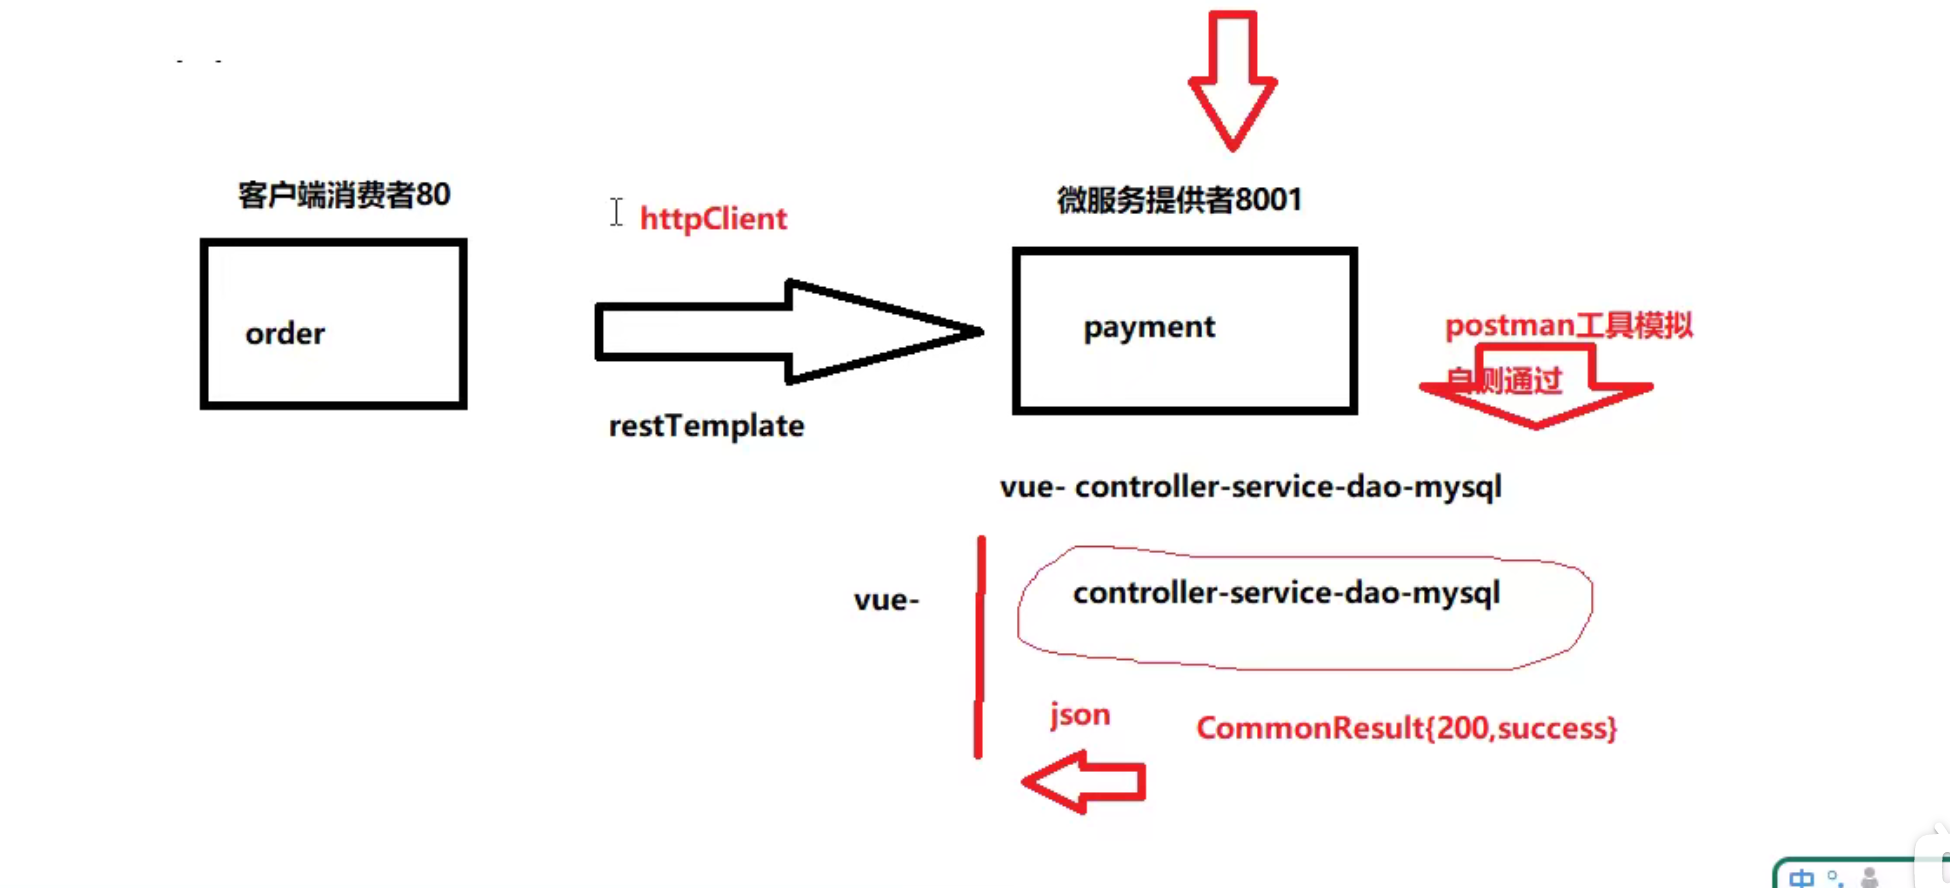 客户端消费者80
httpClient
微服务提供者8001
order
payment
postman工具模拟
自测通过
restTemplate
vue- controller-service-dao-mysql
vue-
controller-service-dao-mysql
json
CommonResult{200,success}
中